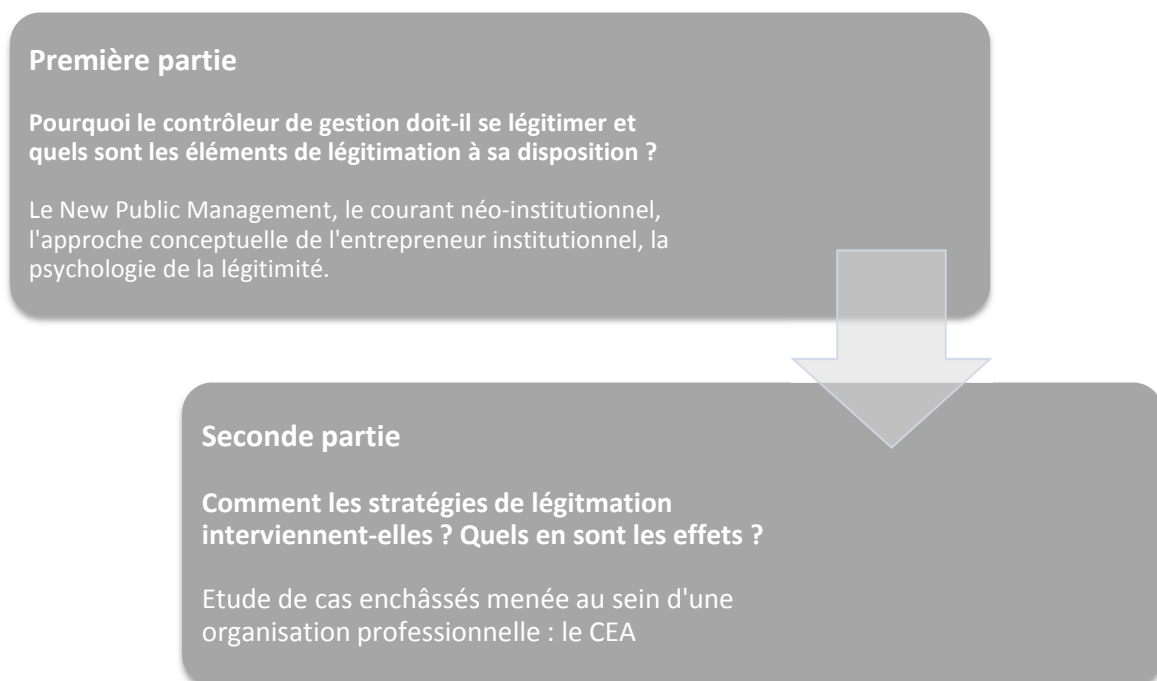 Première partie
Pourquoi le contrôleur de gestion doit-il se légitimer et
quels sont les éléments de légitimation à sa disposition ?
Le New Public Management, le courant néo-institutionnel,
l'approche conceptuelle de l'entrepreneur institutionnel, la
psychologie de la légitimité.
Seconde partie
Comment les stratégies de légitmation
interviennent-elles ? Quels en sont les effets ?
Etude de cas enchâssés menée au sein d'une
organisation professionnelle : le CEA